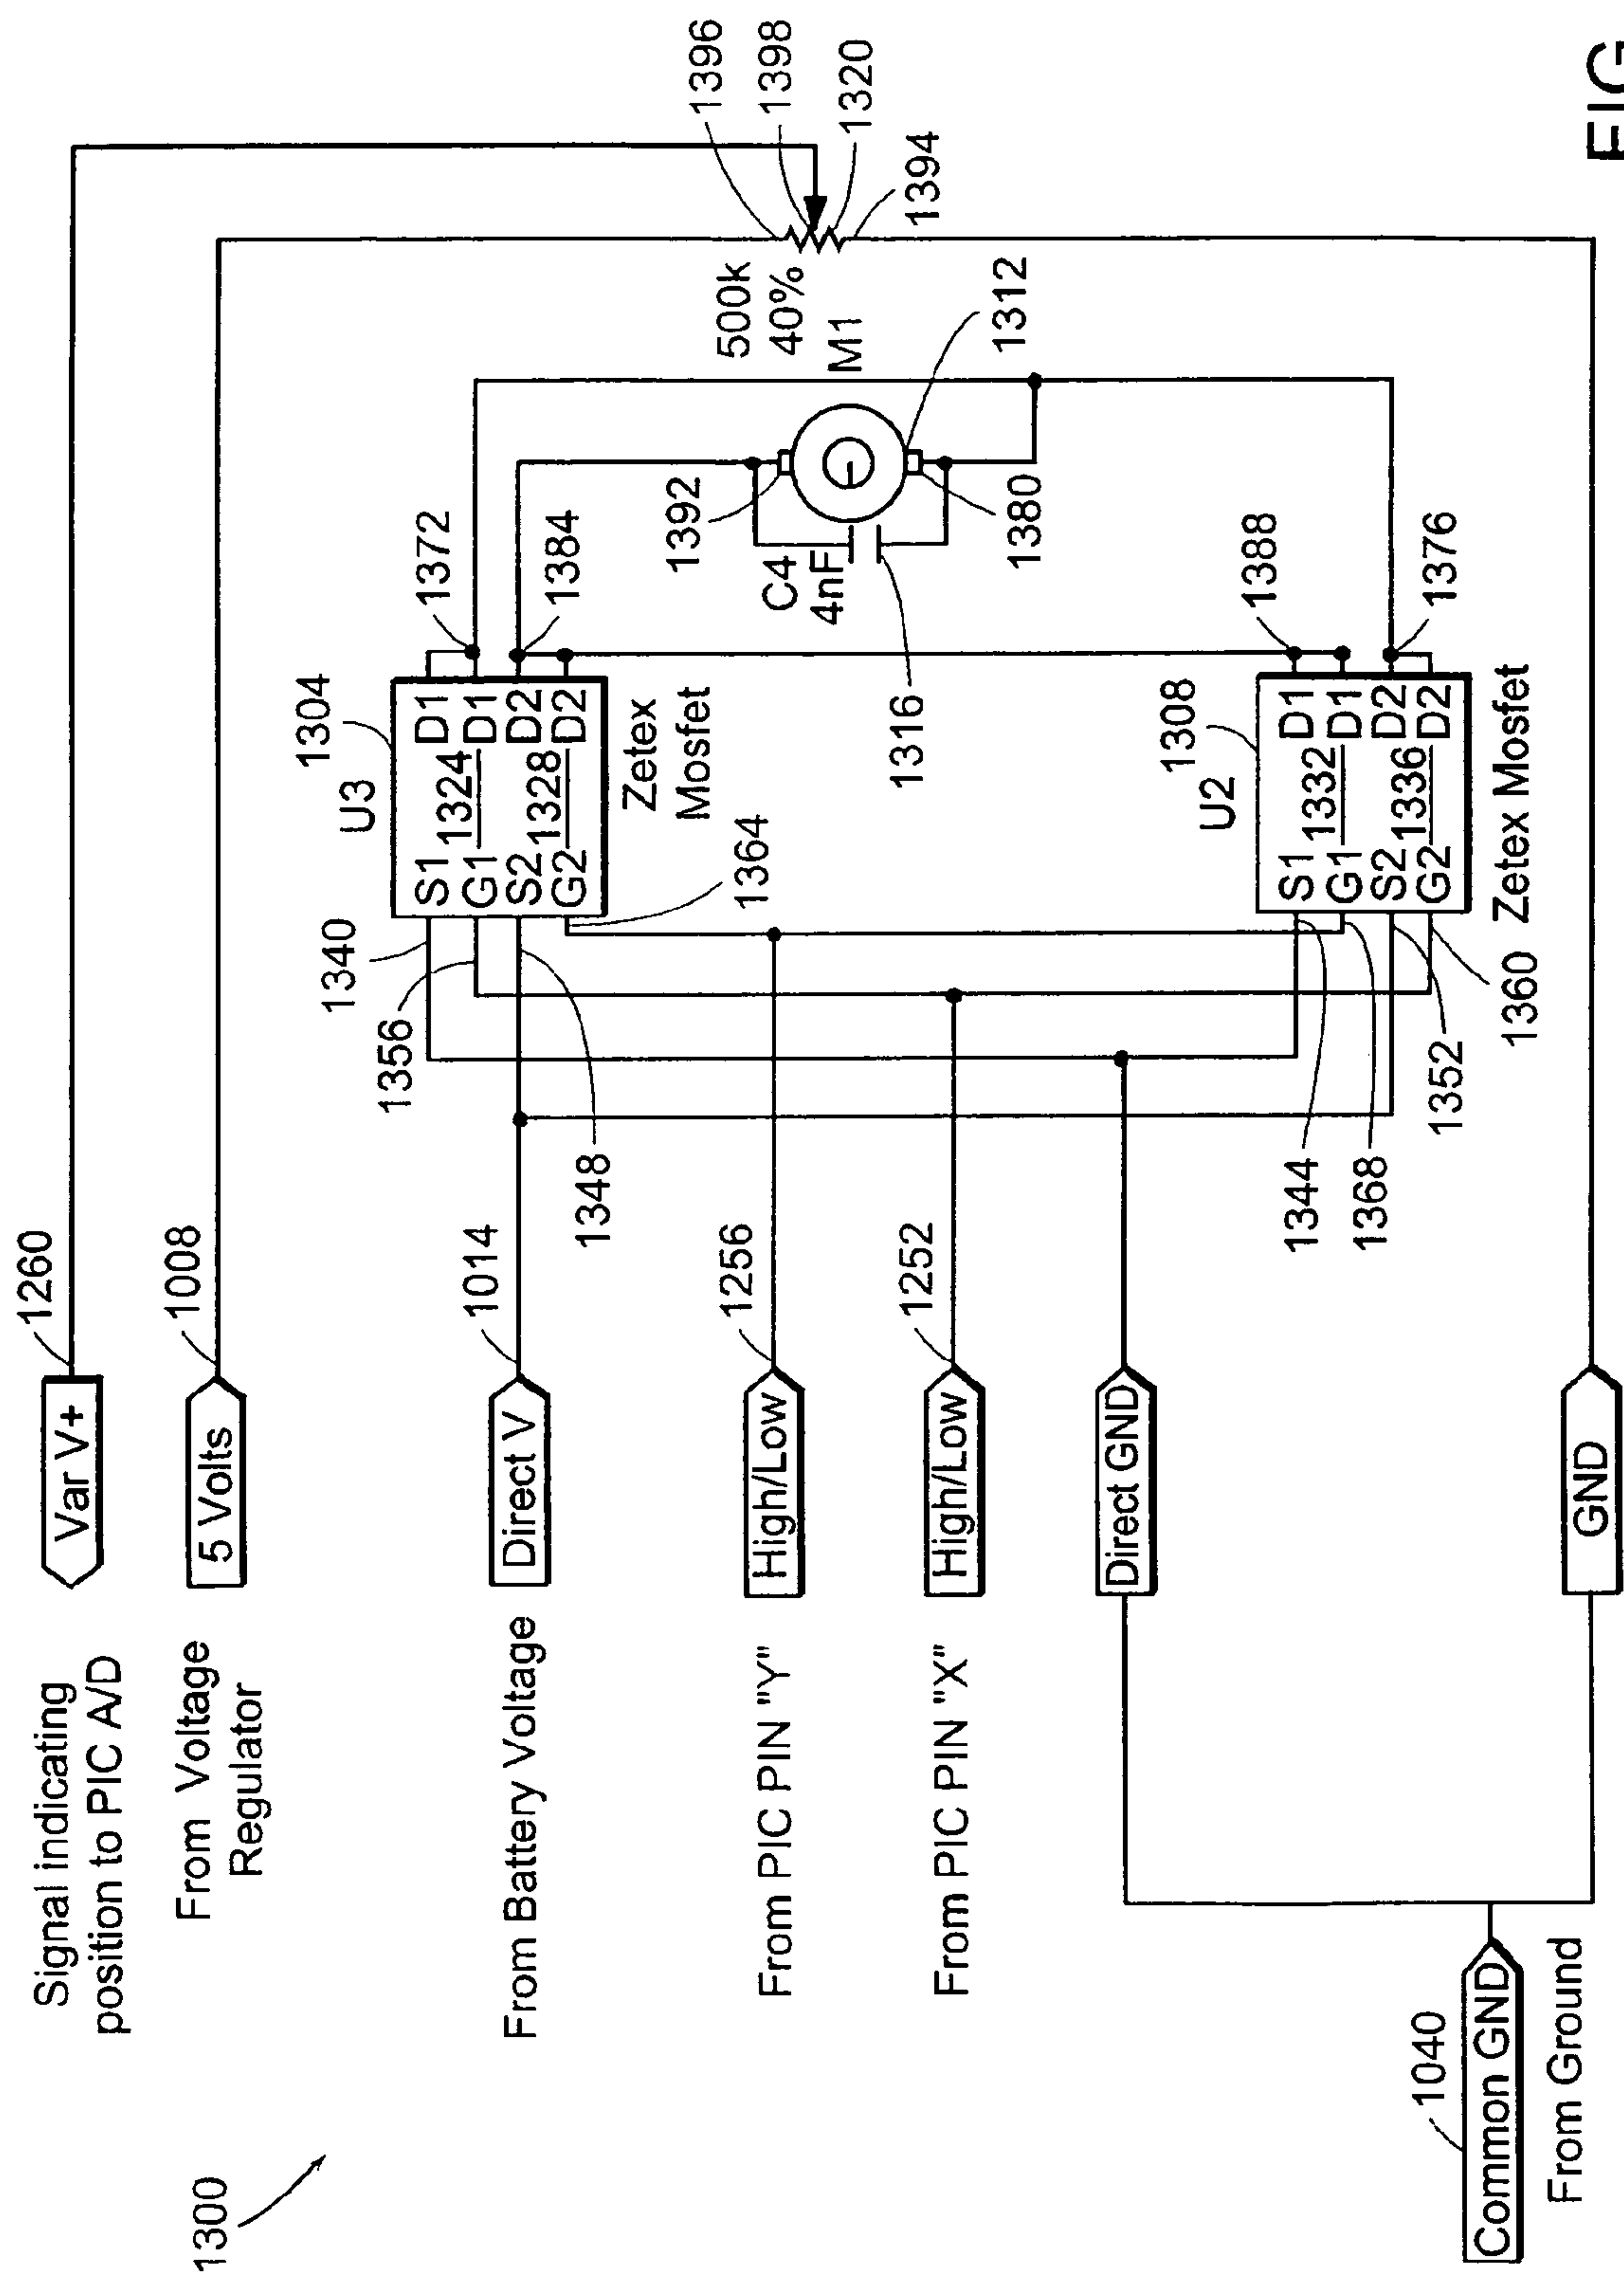 1300
Signal indicating
position to PIC A/D
Var V+
1260
From Voltage
Regulator
5 Volts
1008
From Battery Voltage
Direct V
1014
From PIC PIN "Y"
High/Low
1256
From PIC PIN "X"
High/Low
1252
Direct GND
1040
Common GND
From Ground
GND
1340
1356
1348
1364
1304
U3
S1 D1
1324
G1 D1
S2 D2
1328
G2 D2
Zetex
Mosfet
1372
1384
1344
1368
1352
1360
1308
U2
S1 D1
1332
G1 D1
S2 D2
1336
G2 D2
Zetex Mosfet
1388
1376
1392
C4
4nF
1316
1380
500k
40%
M1
1312
1396
1398
1320
1394